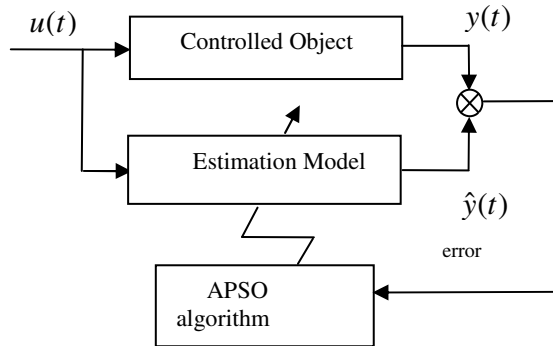 u(t)
Controlled Object
y(t)
Estimation Model
ŷ(t)
error
APSO
algorithm